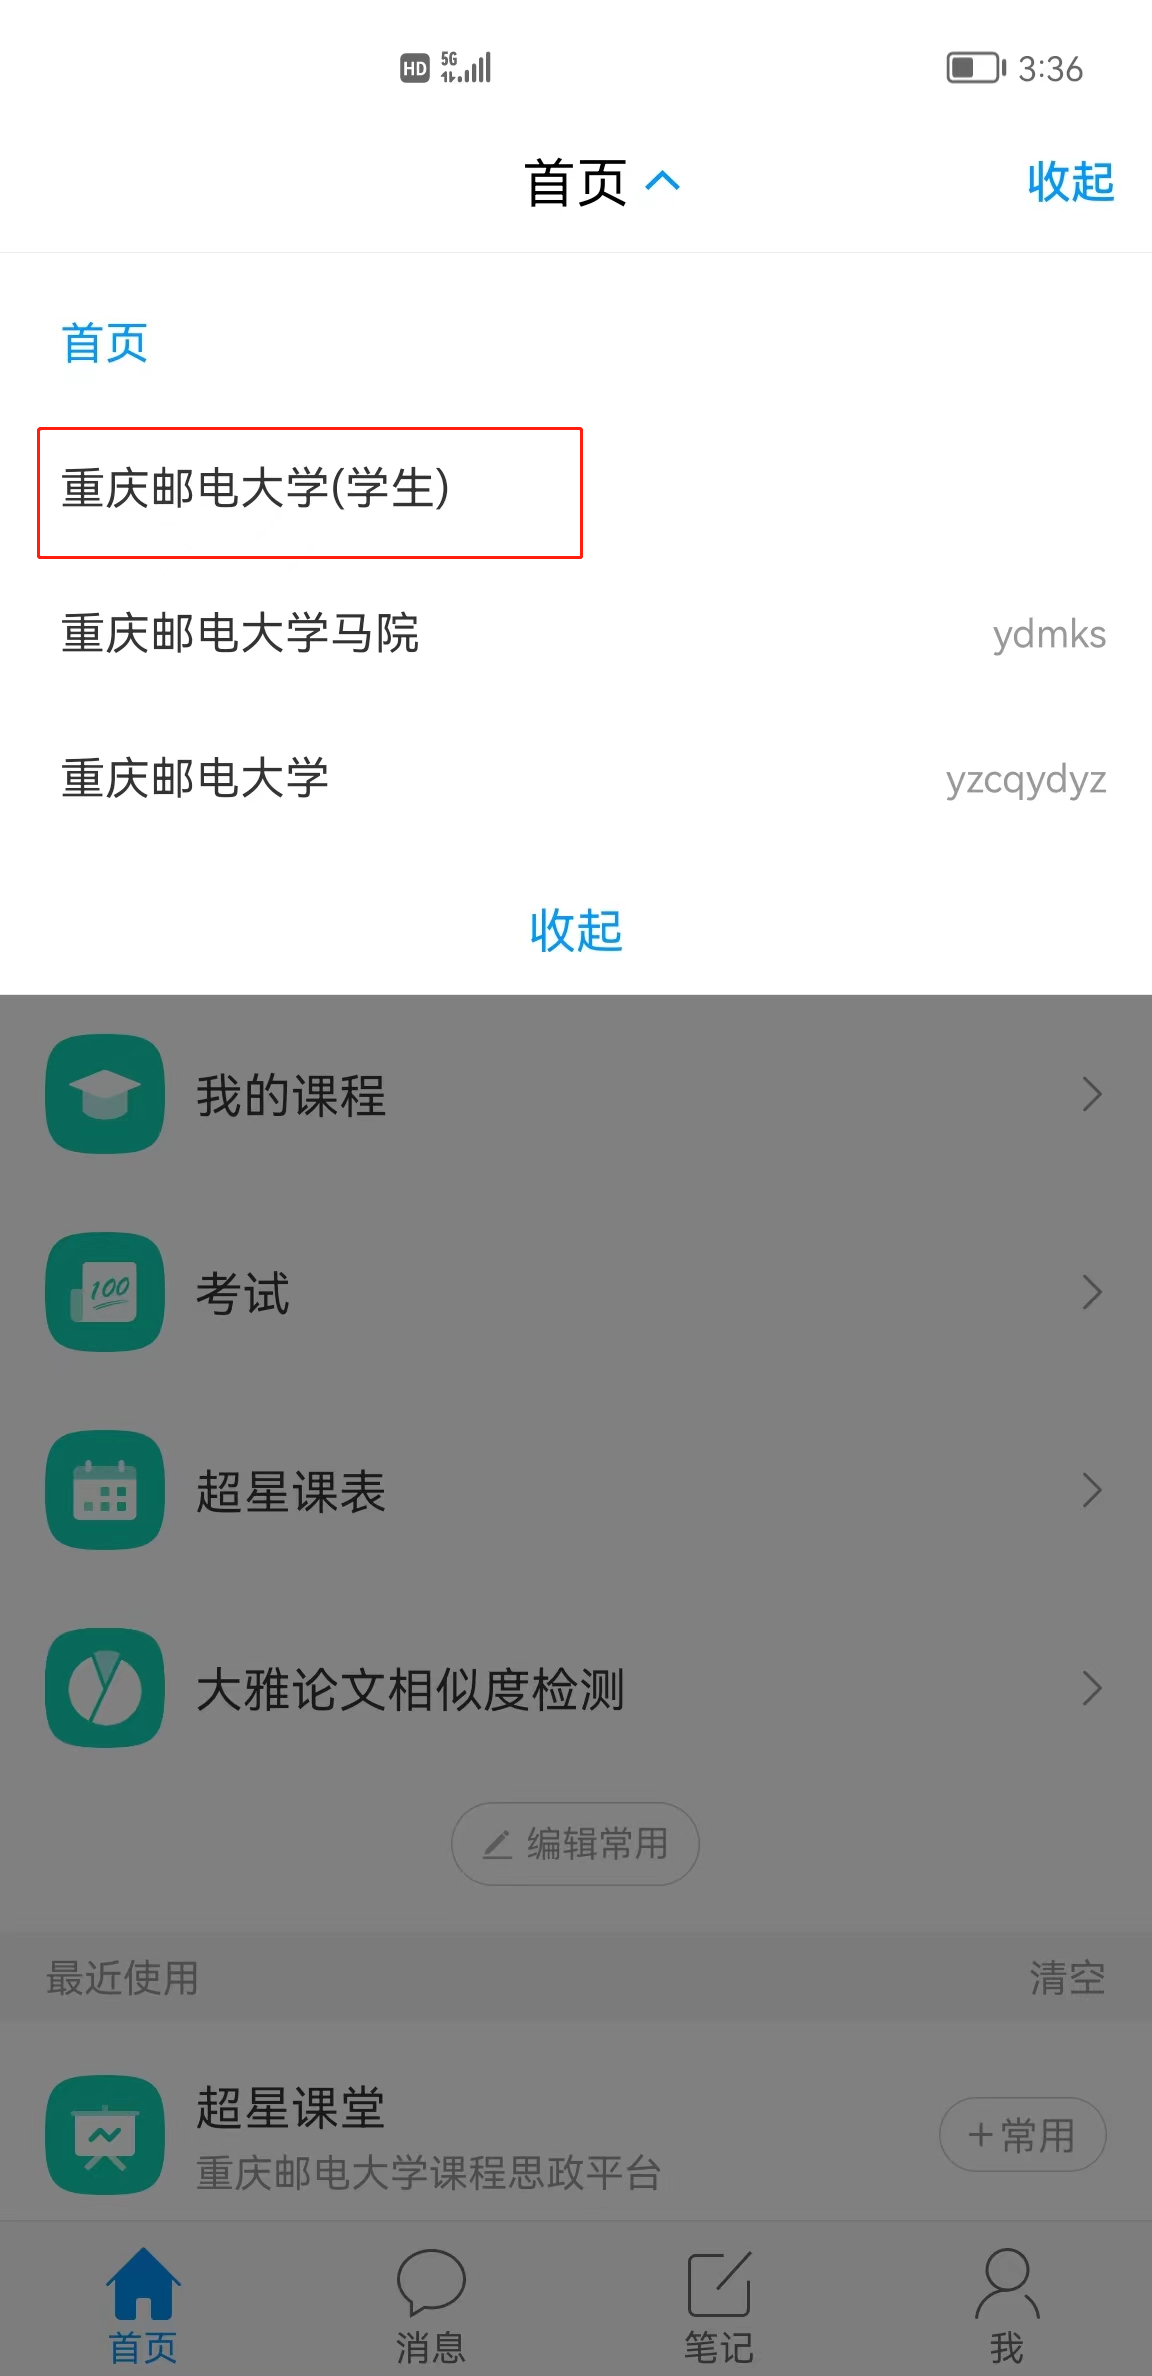 HD 5G 3:36
首页 收起
首页
重庆邮电大学(学生)
重庆邮电大学马院 ydmks
重庆邮电大学 yzcqydyz
收起
我的课程
100
考试
超星课表
大雅论文相似度检测
编辑常用
最近使用 清空
超星课堂
重庆邮电大学课程思政平台
+常用
首页 消息 笔记 我